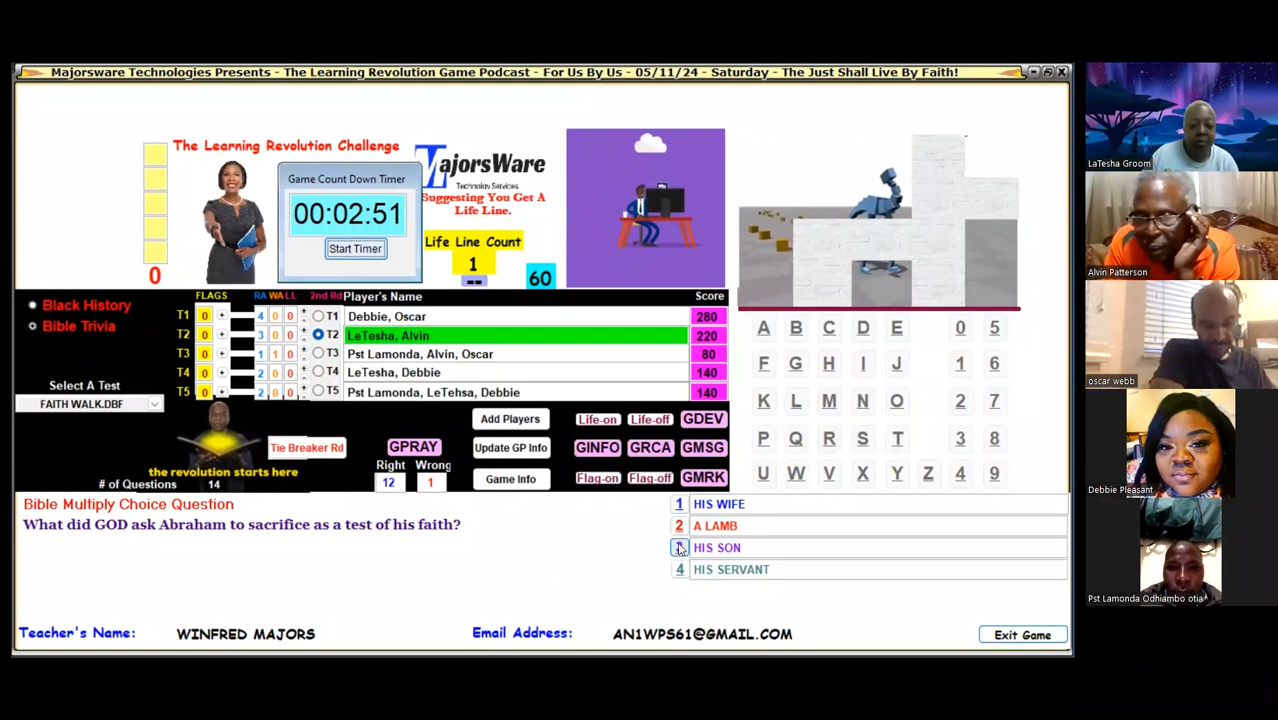 Majorsware Technologies Presents - The Learning Revolution Game Podcast - For Us By Us - 05/11/24 - Saturday - The Just Shall Live By Faith!
The Learning Revolution Challenge
0
Game Count Down Timer
00:02:51
Start Timer
MajorsWare
Technology Services
Suggesting You Get A
Life Line.
Life Line Count
1
--
60
FLAGS RA WA LL 2nd Rd Player's Name Score
T1 0 + 4 0 0 T1 Debbie, Oscar 280
T2 0 + 3 0 0 T2 LeTesha, Alvin 220
T3 0 + 1 1 0 T3 Pst Lamonda, Alvin, Oscar 80
T4 0 + 2 0 0 T4 LeTesha, Debbie 140
T5 0 + 2 0 0 T5 Pst Lamonda, LeTehsa, Debbie 140
Black History
Bible Trivia
Select A Test
FAITH WALK.DBF
the revolution starts here
# of Questions 14
Tie Breaker Rd
GPRAY
Right Wrong
12 1
Add Players
Update GP Info
Game Info
Life-on Life-off GDEV
GINFO GRCA GMSG
Flag-on Flag-off GMRK
A B C D E 0 5
F G H I J 1 6
K L M N O 2 7
P Q R S T 3 8
U W V X Y Z 4 9
Bible Multiply Choice Question
What did GOD ask Abraham to sacrifice as a test of his faith?
1 HIS WIFE
2 A LAMB
HIS SON
4 HIS SERVANT
Teacher's Name: WINFRED MAJORS Email Address: AN1WPS61@GMAIL.COM Exit Game
LaTesha Groom
Alvin Patterson
oscar webb
Debbie Pleasant
Pst Lamonda Odhiambo otia